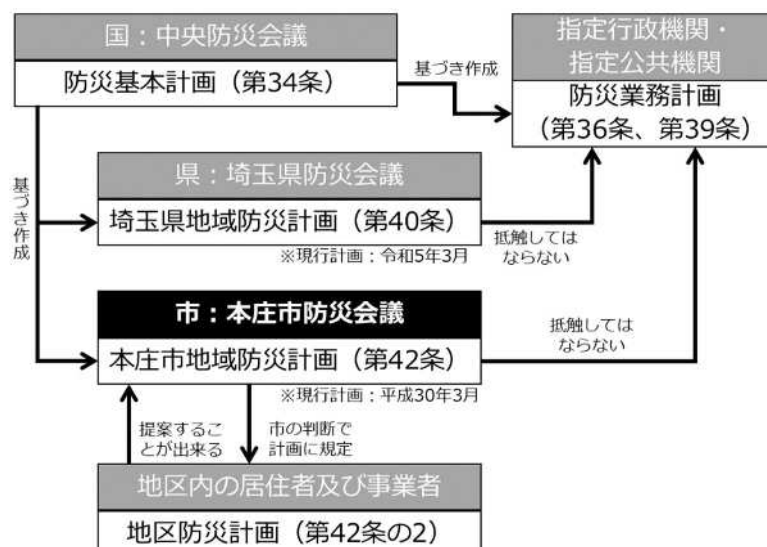 国：中央防災会議
防災基本計画（第34条）
基づき作成
指定行政機関・
指定公共機関
防災業務計画
（第36条、第39条）
基づき作成
県：埼玉県防災会議
埼玉県地域防災計画（第40条）
※現行計画：令和5年3月
抵触しては
ならない
市：本庄市防災会議
本庄市地域防災計画（第42条）
※現行計画：平成30年3月
抵触しては
ならない
提案するこ
とが出来る
市の判断で
計画に規定
地区内の居住者及び事業者
地区防災計画（第42条の2）